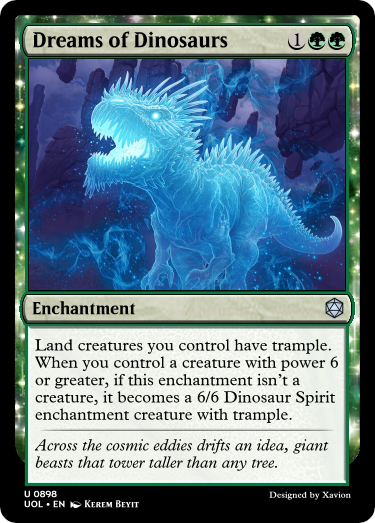 Dreams of Dinosaurs 1
Enchantment
Land creatures you control have trample.
When you control a creature with power 6
or greater, if this enchantment isn't a
creature, it becomes a 6/6 Dinosaur Spirit
enchantment creature with trample.
Across the cosmic eddies drifts an idea, giant
beasts that tower taller than any tree.
U 0898
UOL • EN Kerem Beyit
Designed by Xavion